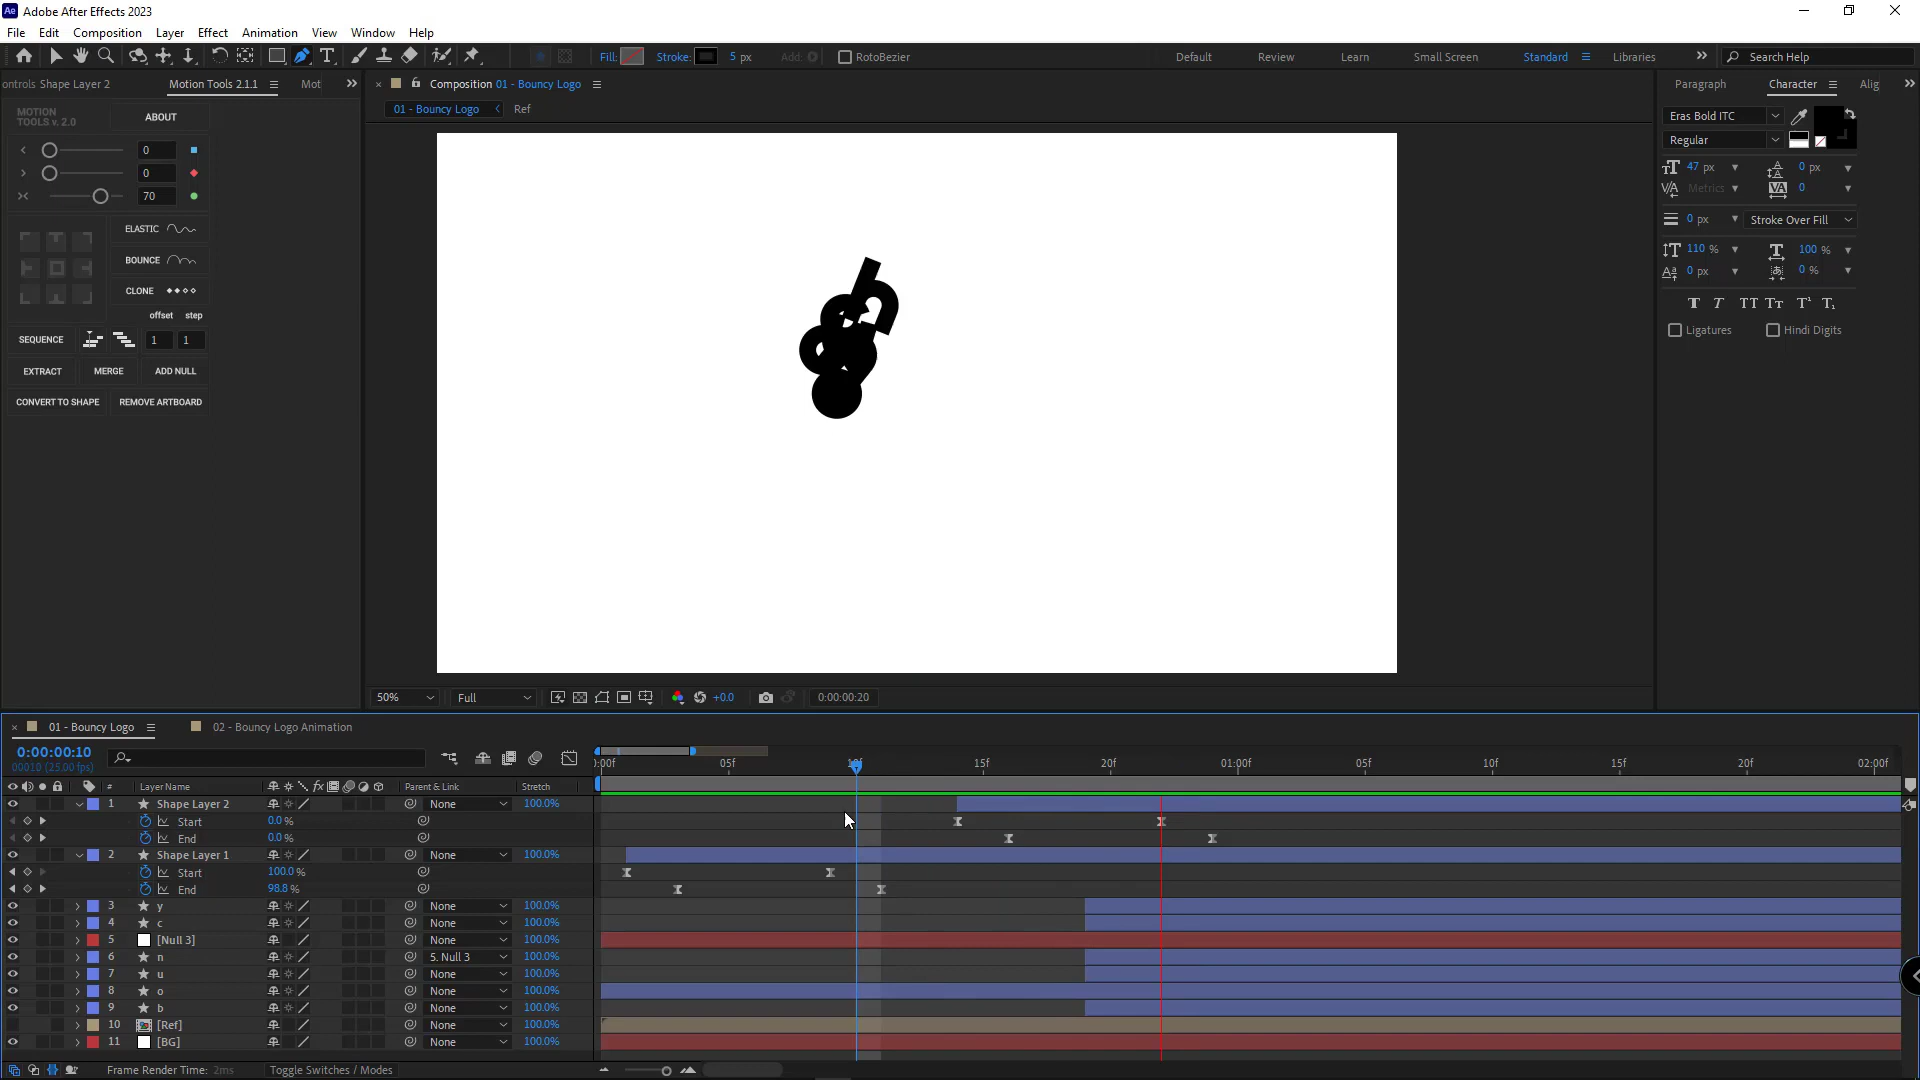 Ae Adobe After Effects 2023
File Edit Composition Layer Effect Animation View Window Help
Fill: Stroke: 5 px Add: RotoBezier Default Review Learn Small Screen Standard Libraries Search Help
ontrols Shape Layer 2 Motion Tools 2.1.1 Mot
Composition 01 - Bouncy Logo
Paragraph Character Alig
01 - Bouncy Logo Ref
MOTION TOOLS v. 2.0 ABOUT
0
0
70
ELASTIC
BOUNCE
CLONE
offset step
SEQUENCE 1 1
EXTRACT MERGE ADD NULL
CONVERT TO SHAPE REMOVE ARTBOARD
Eras Bold ITC
Regular
47 px 0 px
Metrics 0
0 px Stroke Over Fill
110 % 100 %
0 px 0 %
Ligatures Hindi Digits
50% Full +0.0 0:00:00:20
01 - Bouncy Logo 02 - Bouncy Logo Animation
0:00:00:10
00010 (25.00 fps)
):00f 05f 10f 15f 20f 01:00f 05f 10f 15f 20f 02:00f
# Layer Name Parent & Link Stretch
1 Shape Layer 2 None 100.0%
Start 0.0 %
End 0.0 %
2 Shape Layer 1 None 100.0%
Start 100.0 %
End 98.8 %
3 y None 100.0%
4 c None 100.0%
5 [Null 3] None 100.0%
6 n 5. Null 3 100.0%
7 u None 100.0%
8 o None 100.0%
9 b None 100.0%
10 [Ref] None 100.0%
11 [BG] None 100.0%
Frame Render Time: 2ms Toggle Switches / Modes